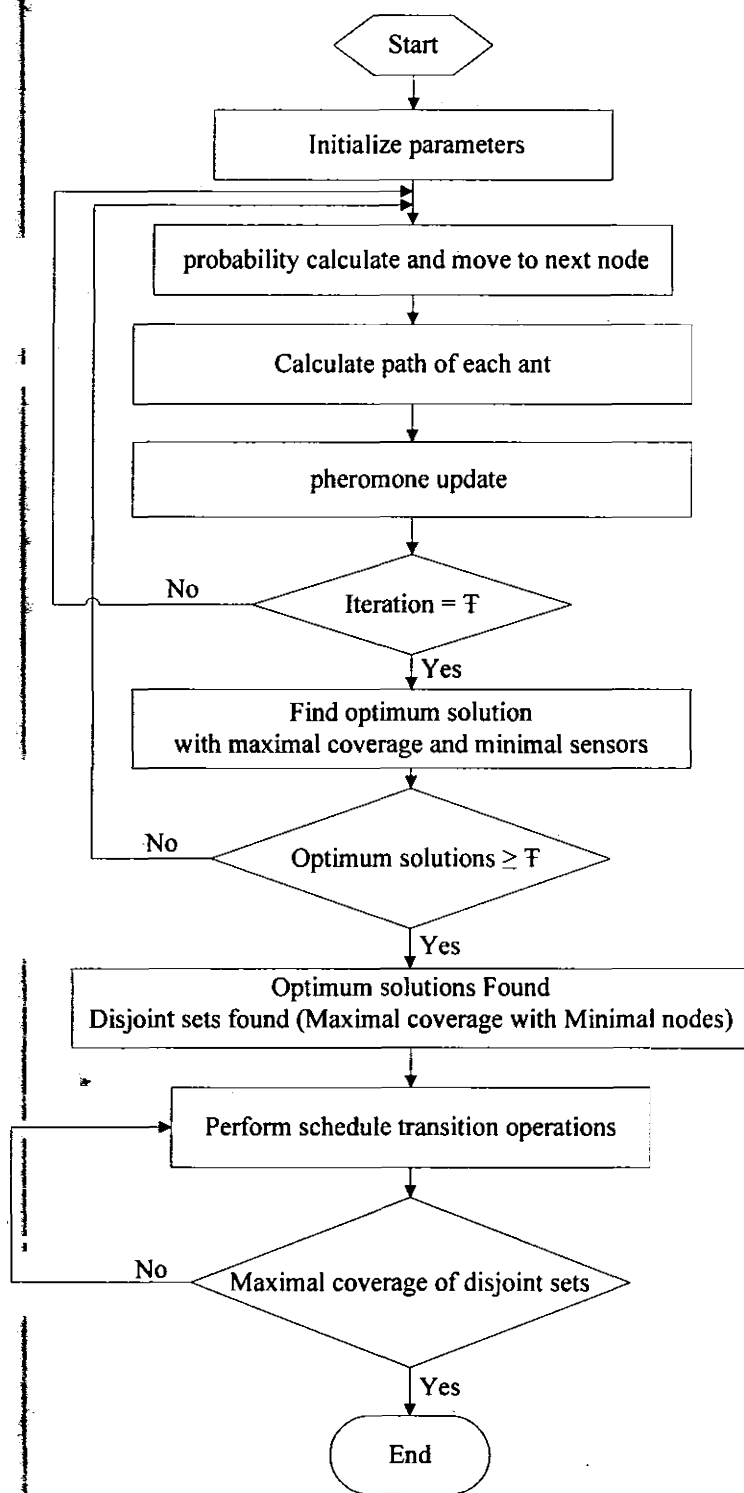 Start
Initialize parameters
probability calculate and move to next node
Calculate path of each ant
pheromone update
No
Iteration = Ŧ
Yes
Find optimum solution
with maximal coverage and minimal sensors
No
Optimum solutions ≥ Ŧ
Yes
Optimum solutions Found
Disjoint sets found (Maximal coverage with Minimal nodes)
Perform schedule transition operations
No
Maximal coverage of disjoint sets
Yes
End